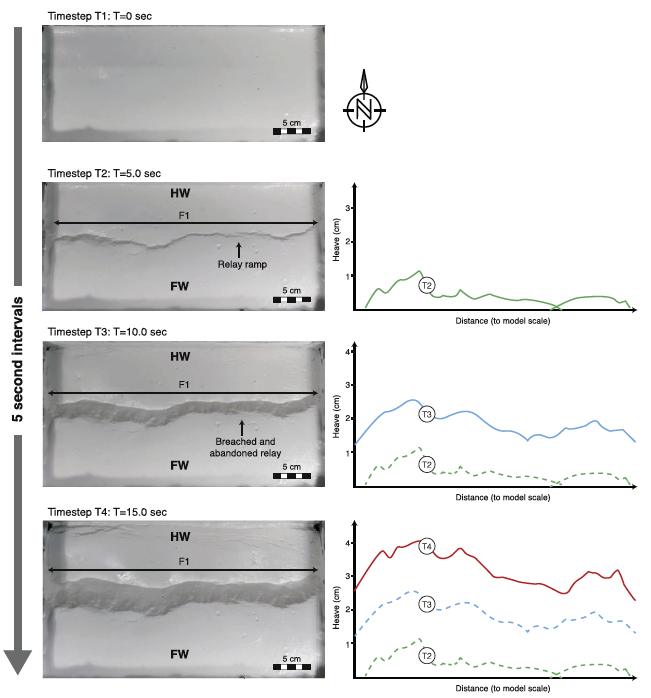 Timestep T1: T=0 sec
5 cm
N
Timestep T2: T=5.0 sec
HW
F1
Relay ramp
FW
5 cm
Heave (cm)
3
2
1
T2
Distance (to model scale)
5 second intervals
Timestep T3: T=10.0 sec
HW
F1
Breached and
abandoned relay
FW
5 cm
Heave (cm)
4
3
2
1
T3
T2
Distance (to model scale)
Timestep T4: T=15.0 sec
HW
F1
FW
5 cm
Heave (cm)
4
3
2
1
T4
T3
T2
Distance (to model scale)